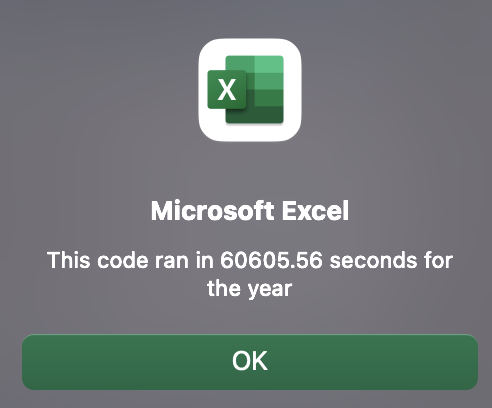 X
Microsoft Excel
This code ran in 60605.56 seconds for
the year
OK